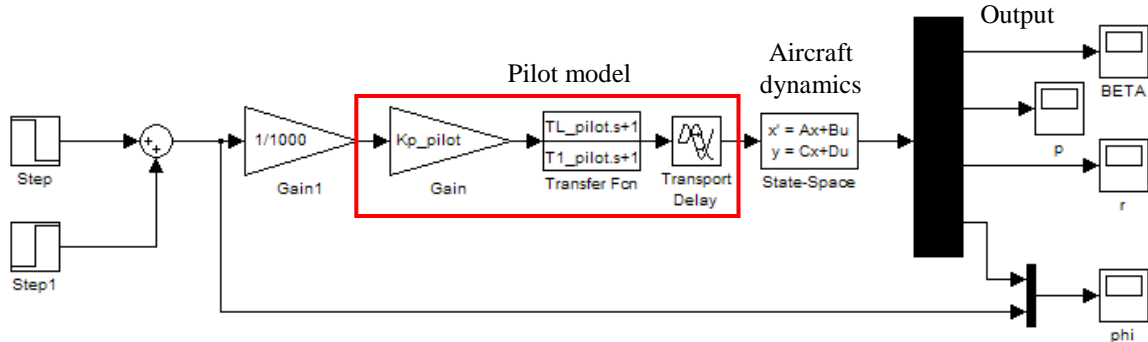 Output
Pilot model
Aircraft
dynamics
BETA
p
r
phi
Step
Step1
+
+
1/1000
Gain1
Kp_pilot
Gain
TL_pilot.s+1
T1_pilot.s+1
Transfer Fcn
Transport
Delay
x' = Ax+Bu
y = Cx+Du
State-Space